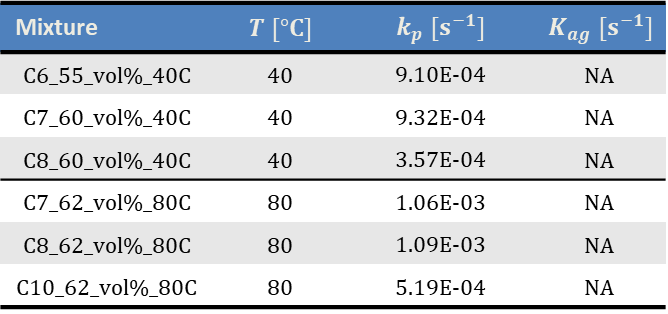 Mixture T [°C] k_p [s⁻¹] K_ag [s⁻¹]
C6_55_vol%_40C 40 9.10E-04 NA
C7_60_vol%_40C 40 9.32E-04 NA
C8_60_vol%_40C 40 3.57E-04 NA
C7_62_vol%_80C 80 1.06E-03 NA
C8_62_vol%_80C 80 1.09E-03 NA
C10_62_vol%_80C 80 5.19E-04 NA